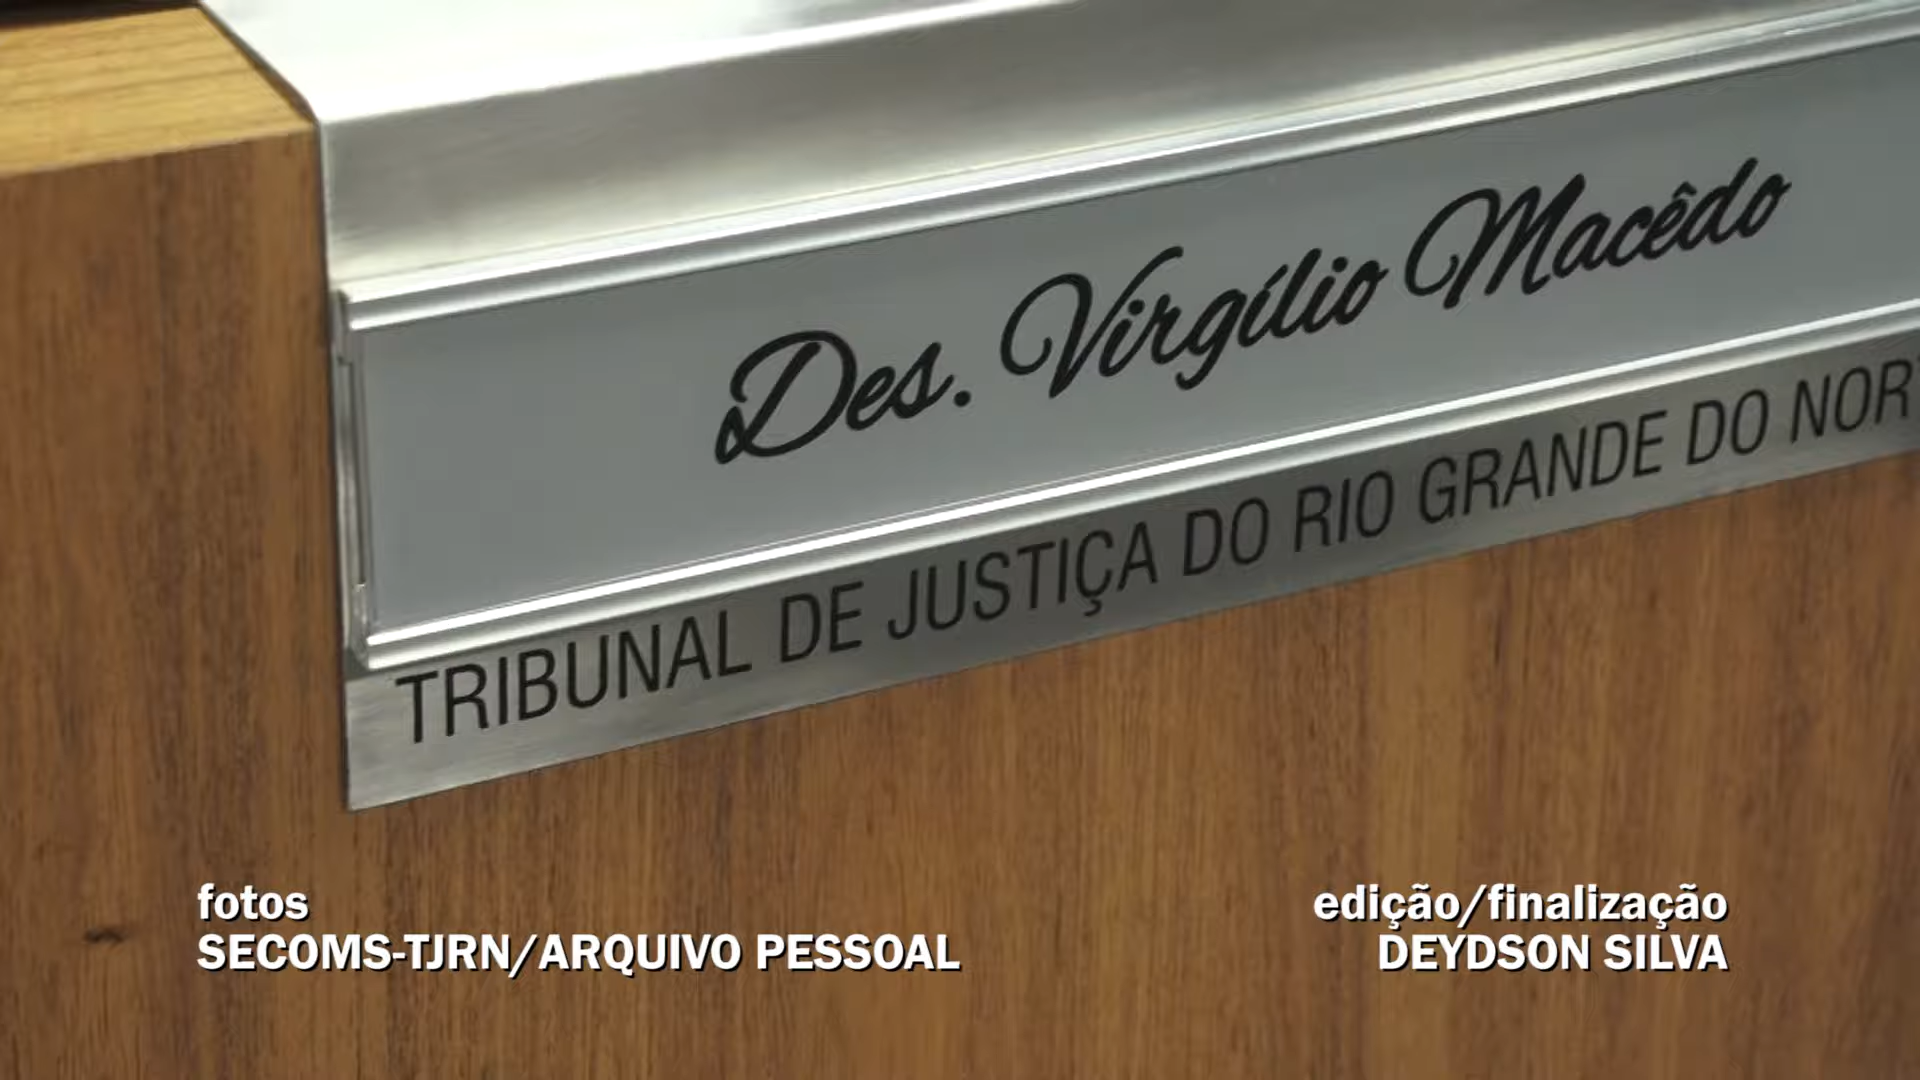 Des. Virgílio Macêdo
TRIBUNAL DE JUSTIÇA DO RIO GRANDE DO NORT
fotos
SECOMS-TJRN/ARQUIVO PESSOAL
edição/finalização
DEYDSON SILVA